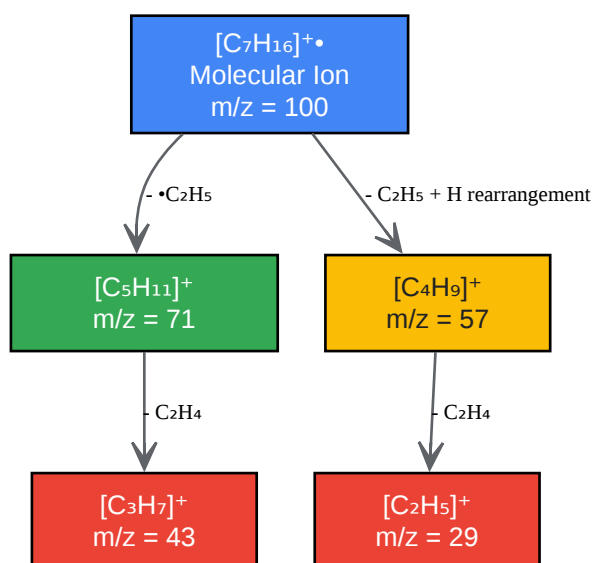 [C₇H₁₆]⁺•
Molecular Ion
m/z = 100
- •C₂H₅
- C₂H₅ + H rearrangement
[C₅H₁₁]⁺
m/z = 71
[C₄H₉]⁺
m/z = 57
- C₂H₄
- C₂H₄
[C₃H₇]⁺
m/z = 43
[C₂H₅]⁺
m/z = 29